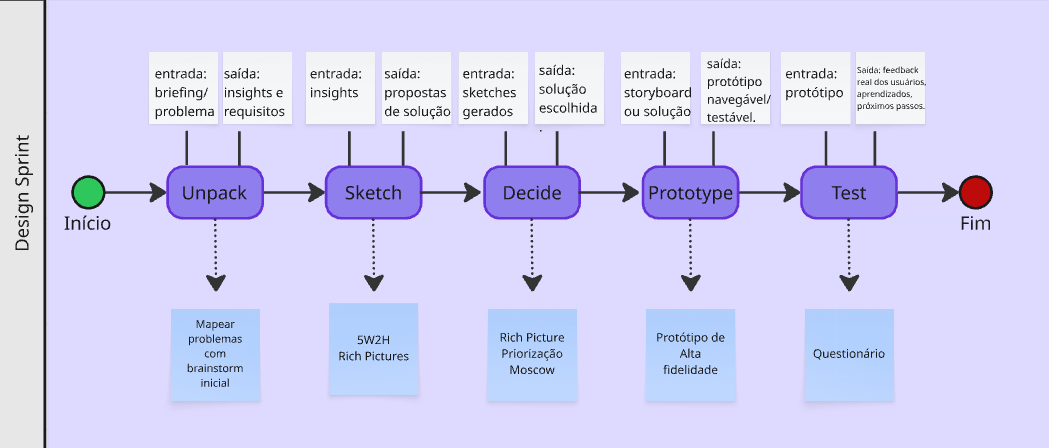 Design Sprint
entrada:
briefing/
problema
saída:
insights e
requisitos
entrada:
insights
saída:
propostas
de solução
entrada:
sketches
gerados
saída:
solução
escolhida
.
entrada:
storyboard
ou solução
saída:
protótipo
navegável/
testável.
entrada:
protótipo
Saída: feedback
real dos usuários,
aprendizados,
próximos passos.
Início
Unpack
Sketch
Decide
Prototype
Test
Fim
Mapear
problemas
com
brainstorm
inicial
5W2H
Rich Pictures
Rich Picture
Priorização
Moscow
Protótipo de
Alta
fidelidade
Questionário